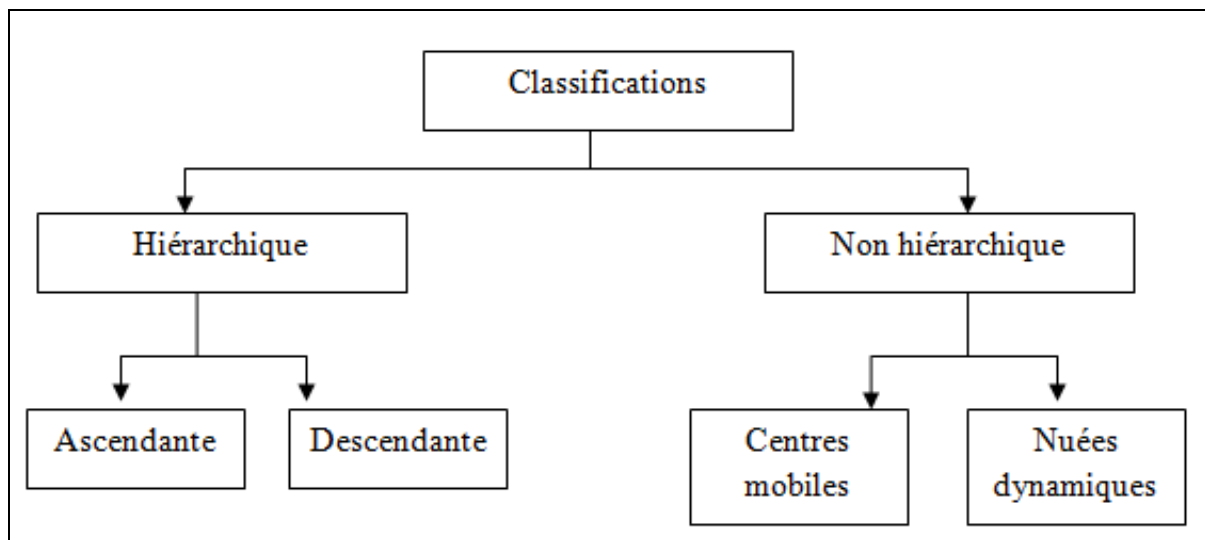 Classifications
Hiérarchique
Non hiérarchique
Ascendante
Descendante
Centres
mobiles
Nuées
dynamiques